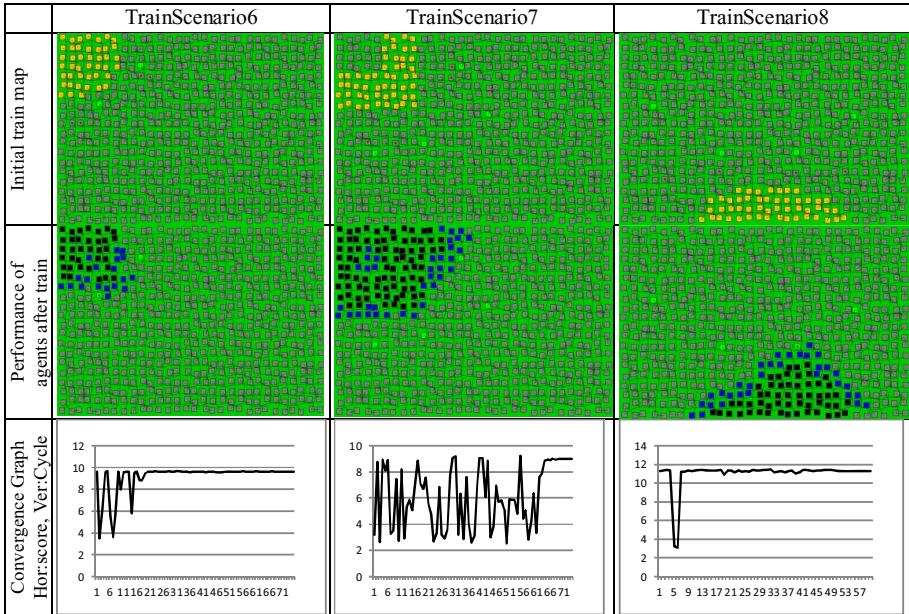 TrainScenario6 TrainScenario7 TrainScenario8
Initial train map
Performance of
agents after train
Convergence Graph
Hor:score, Ver:Cycle
12
10
8
6
4
2
0
1 6 11162126313641465156616671
10
8
6
4
2
0
1 6 11162126313641465156616671
14
12
10
8
6
4
2
0
1 5 9 131721252933374145495357